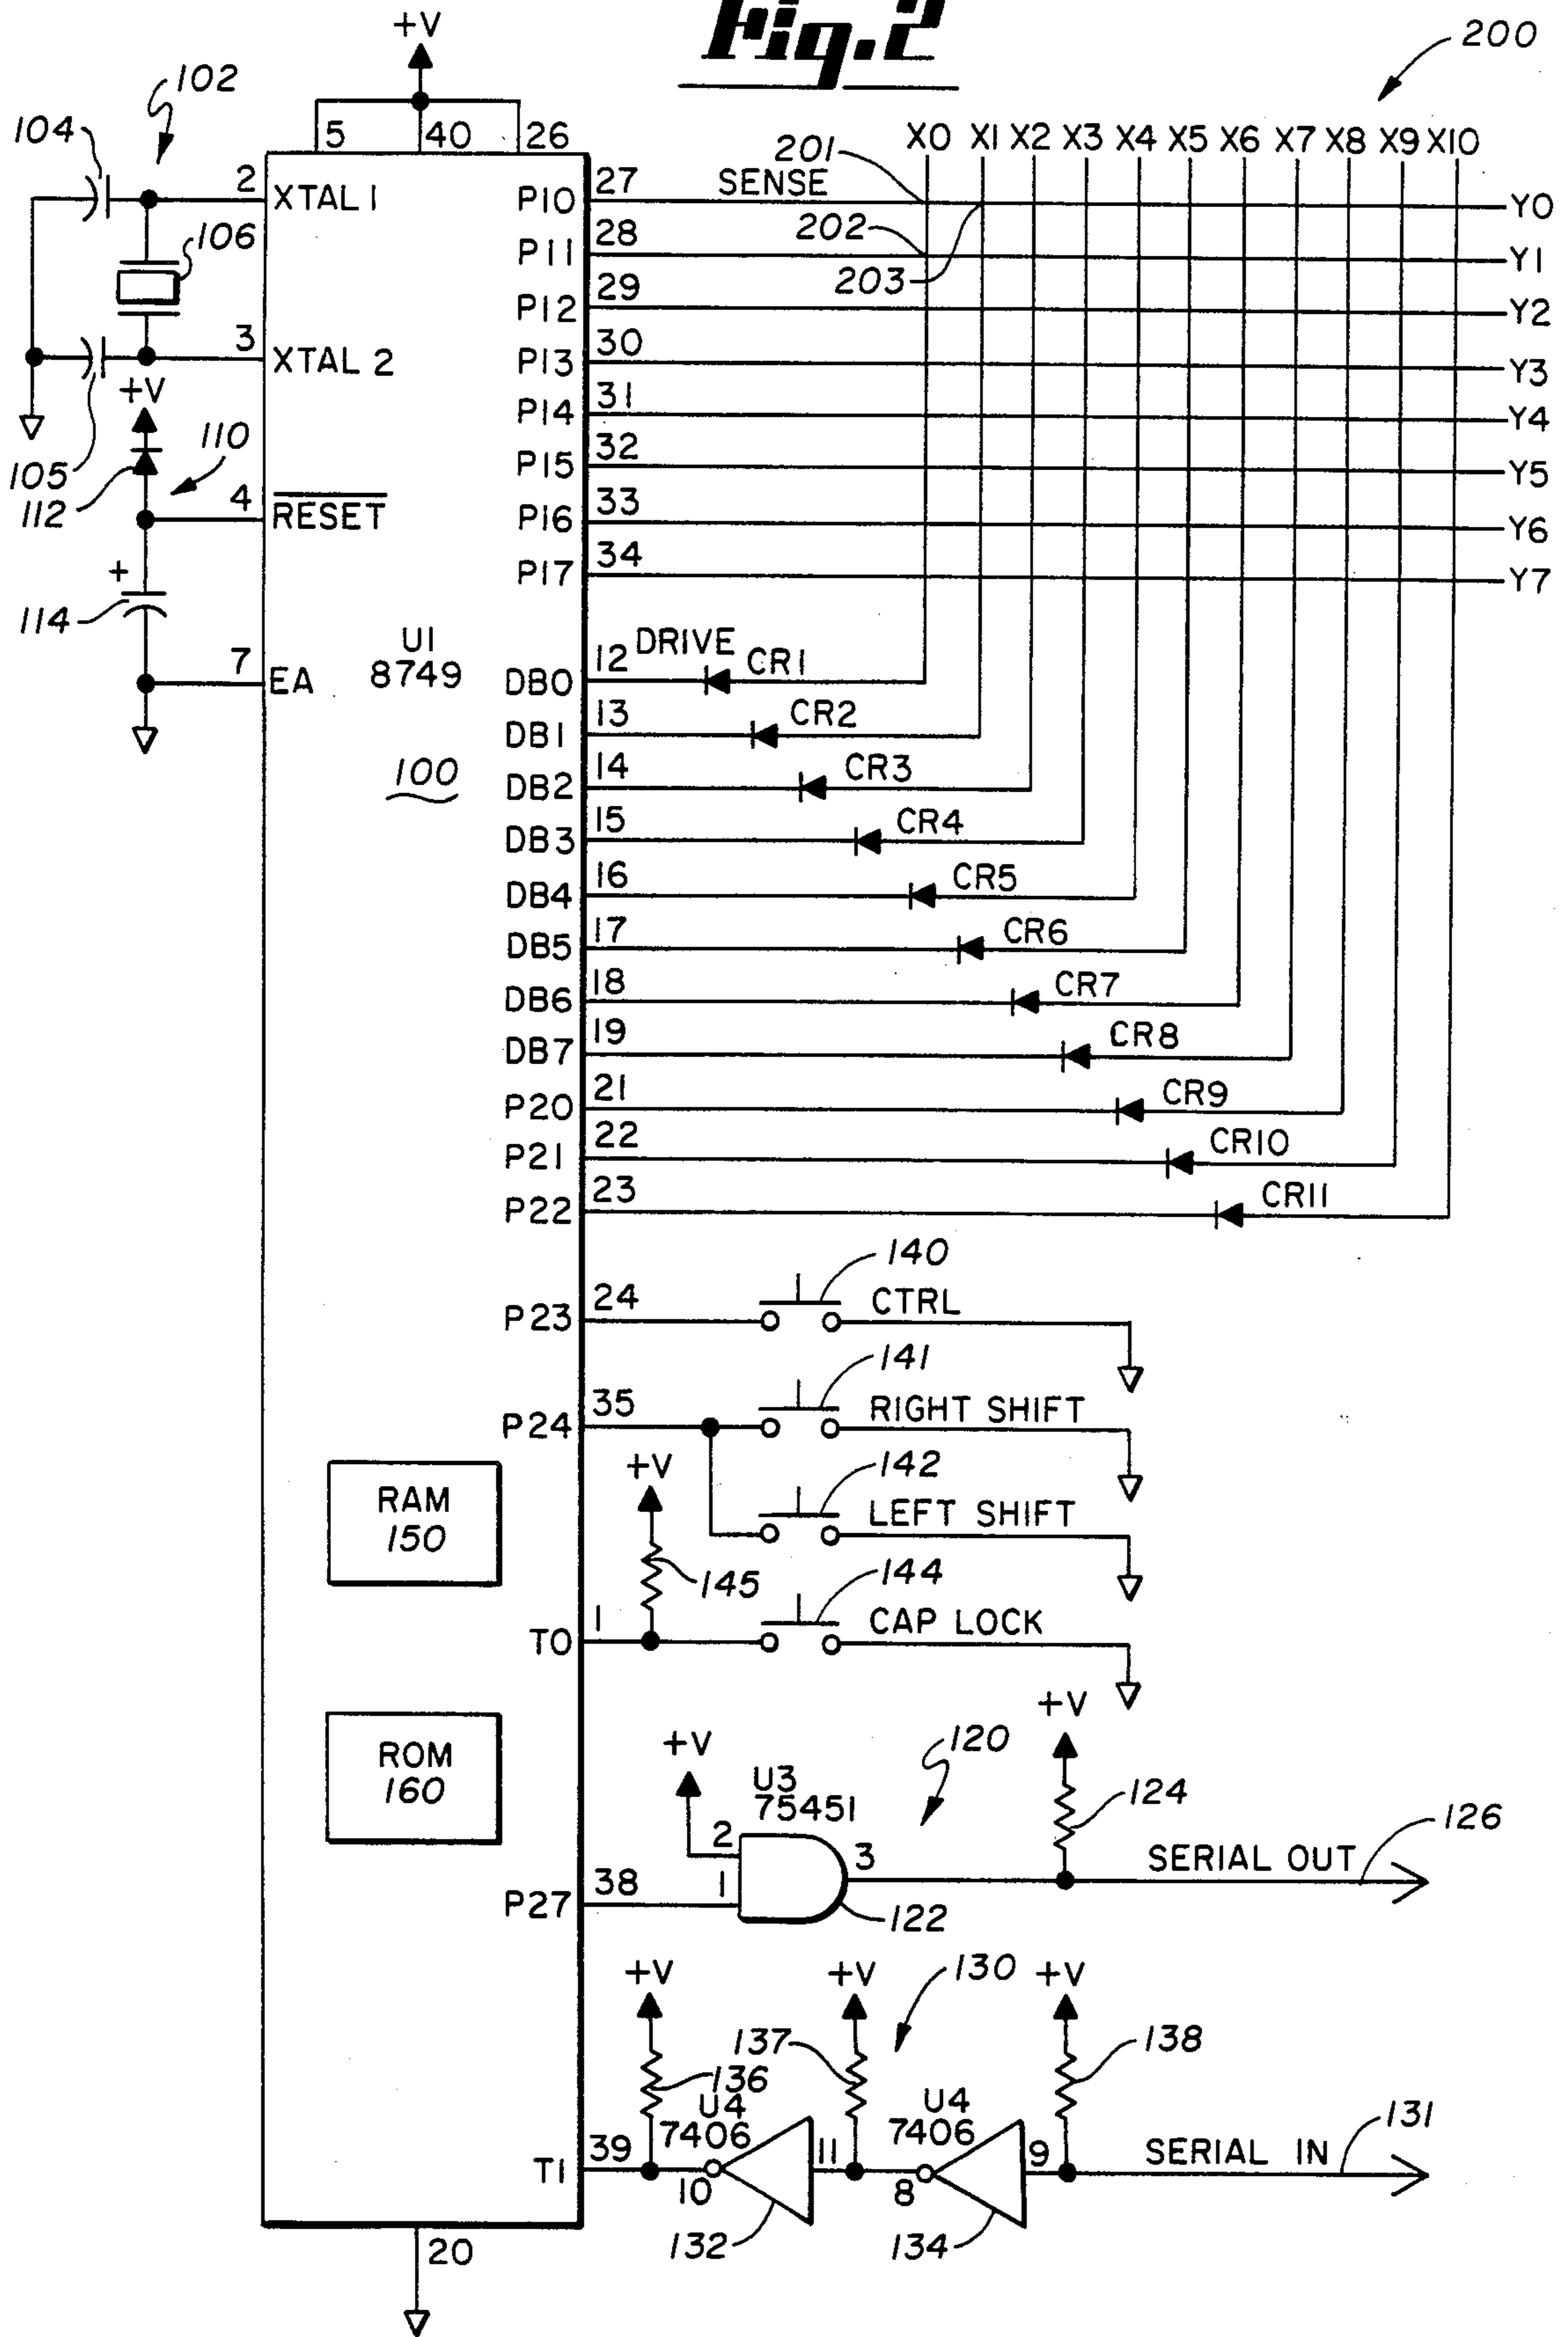 Fig. 2
200
+V
102
104
5 40 26
X0 X1 X2 X3 X4 X5 X6 X7 X8 X9 X10
201
2 XTAL 1
P10 27 SENSE
Y0
106
202
P11 28
Y1
203
P12 29
Y2
3 XTAL 2
P13 30
Y3
+V
P14 31
Y4
105
110
P15 32
Y5
112
4 RESET
P16 33
Y6
P17 34
Y7
+
114
U1
8749
7 EA
DB0 12 DRIVE CR1
DB1 13 CR2
100
DB2 14 CR3
DB3 15 CR4
DB4 16 CR5
DB5 17 CR6
DB6 18 CR7
DB7 19 CR8
P20 21 CR9
P21 22 CR10
P22 23 CR11
140
P23 24 CTRL
141
P24 35 RIGHT SHIFT
+V
142
RAM
150
LEFT SHIFT
145
144
T0 1 CAP LOCK
+V
120
+V
ROM
160
U3
75451
124
126
2
3
SERIAL OUT
P27 38 1
122
+V
+V
130
+V
137
138
136
U4
7406
U4
7406
131
T1 39
10
11
8
9
SERIAL IN
132
134
20